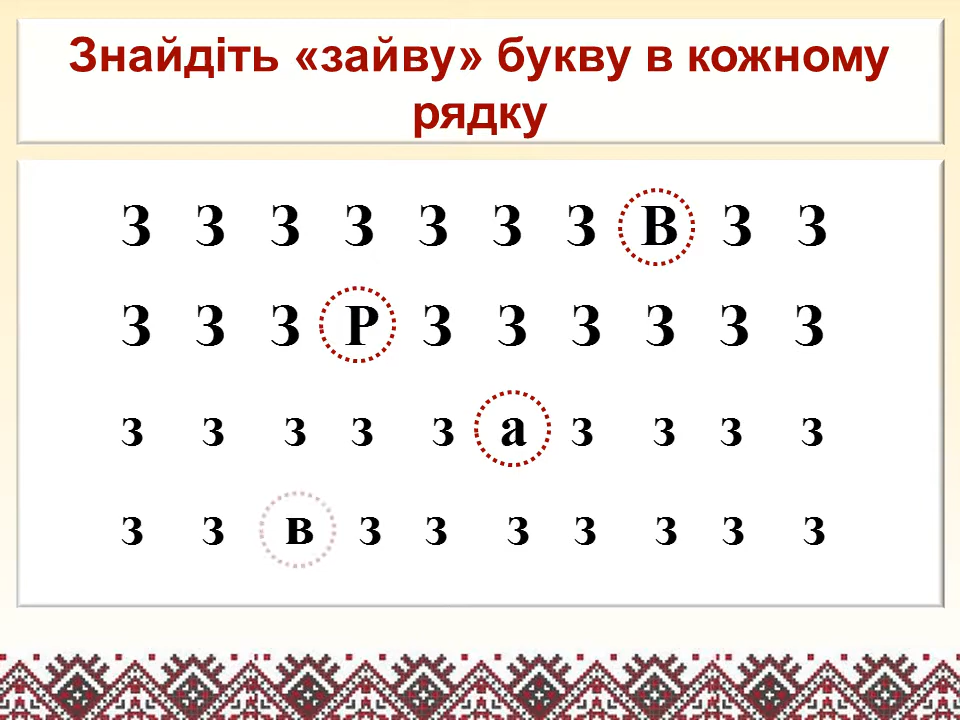 Знайдіть «зайву» букву в кожному
рядку
З З З З З З З В З З
З З З Р З З З З З З
з з з з з а з з з з
з з в з з з з з з з